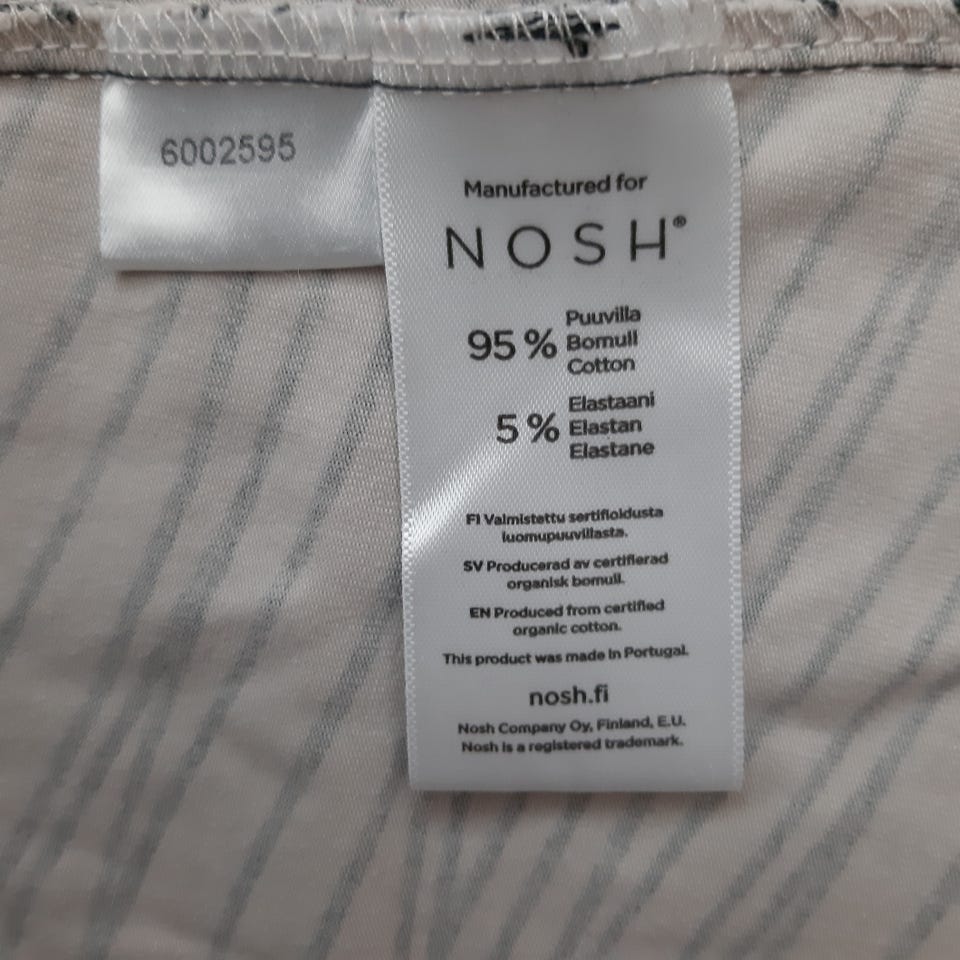 6002595
Manufactured for
NOSH®
95 % Puuvilla
Bomull
Cotton
5 % Elastaani
Elastan
Elastane
FI Valmistettu sertifioidusta
luomupuuvillasta.
SV Producerad av certifierad
organisk bomull.
EN Produced from certified
organic cotton.
This product was made in Portugal.
nosh.fi
Nosh Company Oy, Finland, E.U.
Nosh is a registered trademark.